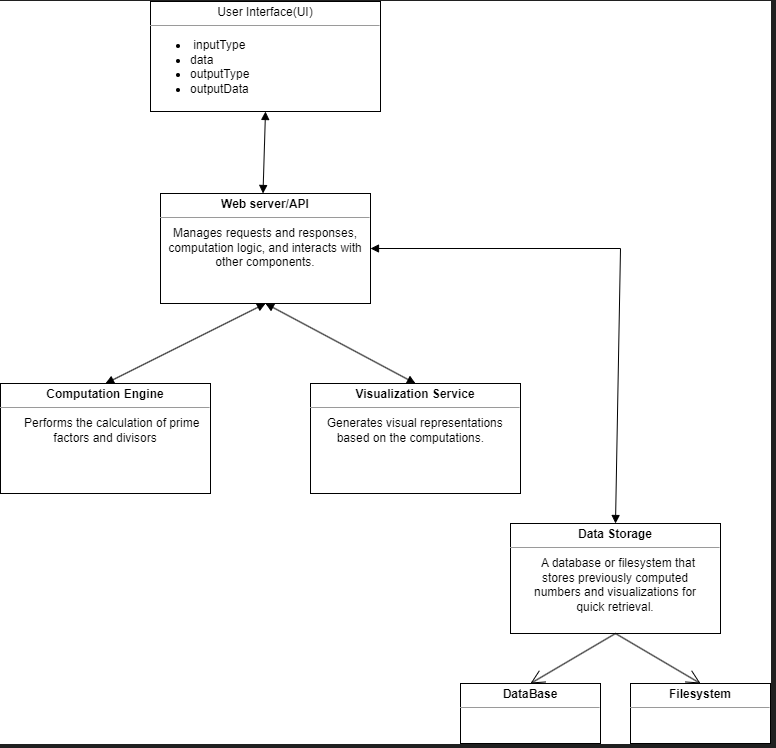 User Interface(UI)
inputType
data
outputType
outputData
Web server/API
Manages requests and responses,
computation logic, and interacts with
other components.
Computation Engine
Performs the calculation of prime
factors and divisors
Visualization Service
Generates visual representations
based on the computations.
Data Storage
A database or filesystem that
stores previously computed
numbers and visualizations for
quick retrieval.
DataBase
Filesystem